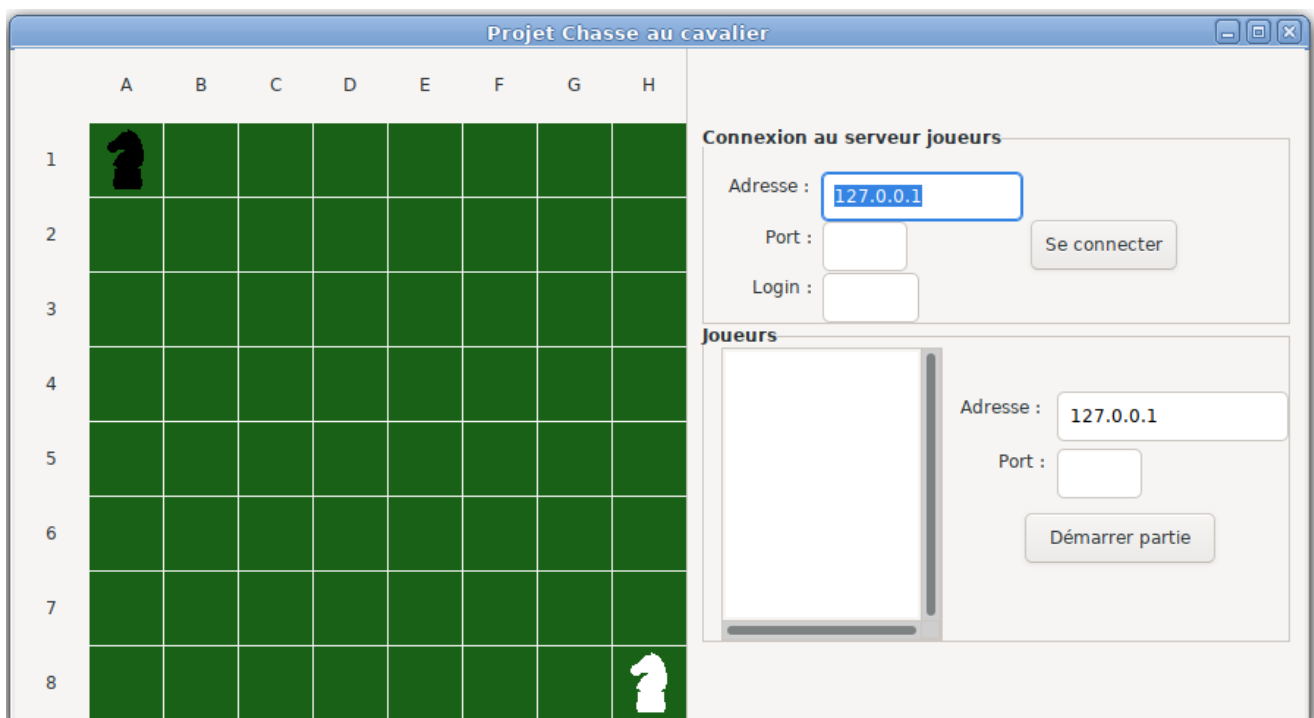 Projet Chasse au cavalier
A B C D E F G H
1
2
3
4
5
6
7
8
Connexion au serveur joueurs
Adresse : 127.0.0.1
Port :
Se connecter
Login :
Joueurs
Adresse : 127.0.0.1
Port :
Démarrer partie